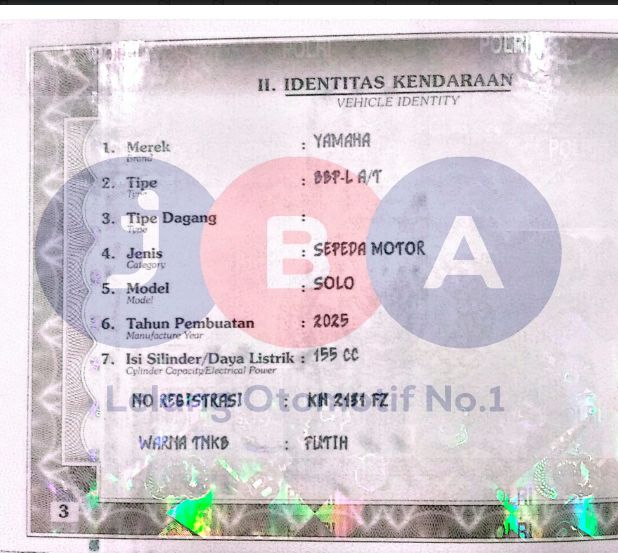 POLRI
POLRI
II. IDENTITAS KENDARAAN
VEHICLE IDENTITY
1. Merek : YAMAHA
Brand
2. Tipe : BBP-L A/T
Type
3. Tipe Dagang :
Type
4. Jenis : SEPEDA MOTOR
Category
5. Model : SOLO
Model
6. Tahun Pembuatan : 2025
Manufacture Year
7. Isi Silinder/Daya Listrik : 155 CC
Cylinder Capacity/Electrical Power
JBA
Lelang Otomotif No.1
NO REGISTRASI : KH 2181 FZ
WARNA TNKB : PUTIH
3